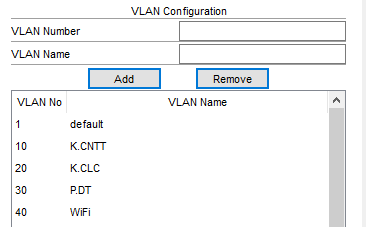 VLAN Configuration
VLAN Number
VLAN Name
Add Remove
VLAN No VLAN Name
1 default
10 K.CNTT
20 K.CLC
30 P.DT
40 WiFi